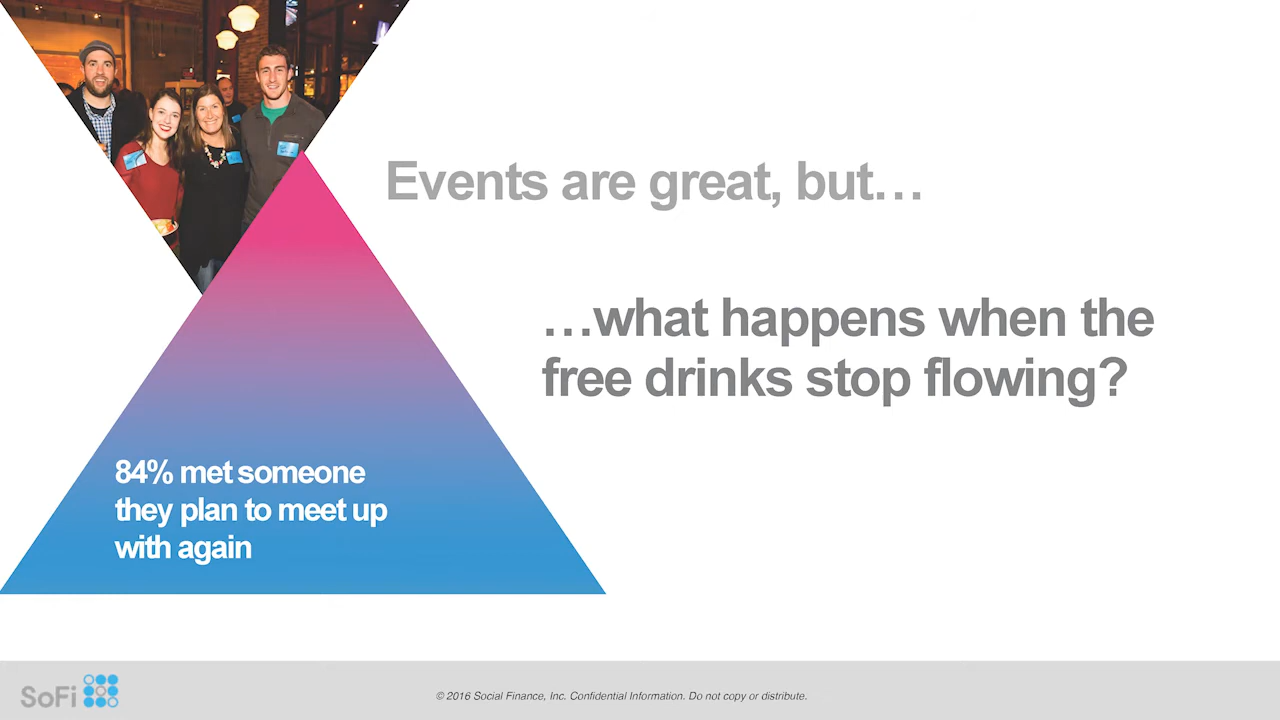 Events are great, but…
…what happens when the
free drinks stop flowing?
84% met someone
they plan to meet up
with again
SoFi
© 2016 Social Finance, Inc. Confidential Information. Do not copy or distribute.